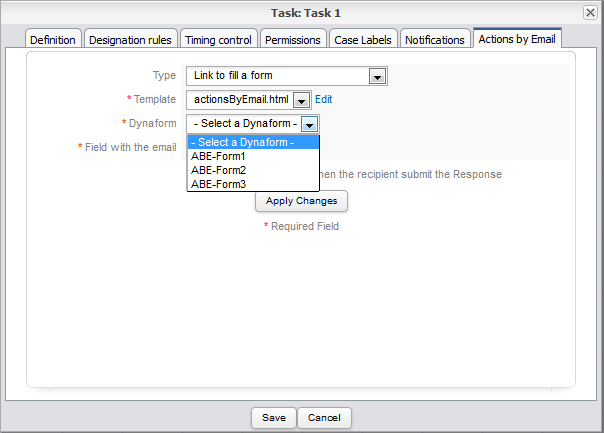 Task: Task 1
Definition Designation rules Timing control Permissions Case Labels Notifications Actions by Email
Type Link to fill a form
* Template actionsByEmail.html Edit
* Dynaform - Select a Dynaform -
- Select a Dynaform -
* Field with the email
ABE-Form1
ABE-Form2
ABE-Form3
the recipient submit the Response
Apply Changes
* Required Field
Save Cancel